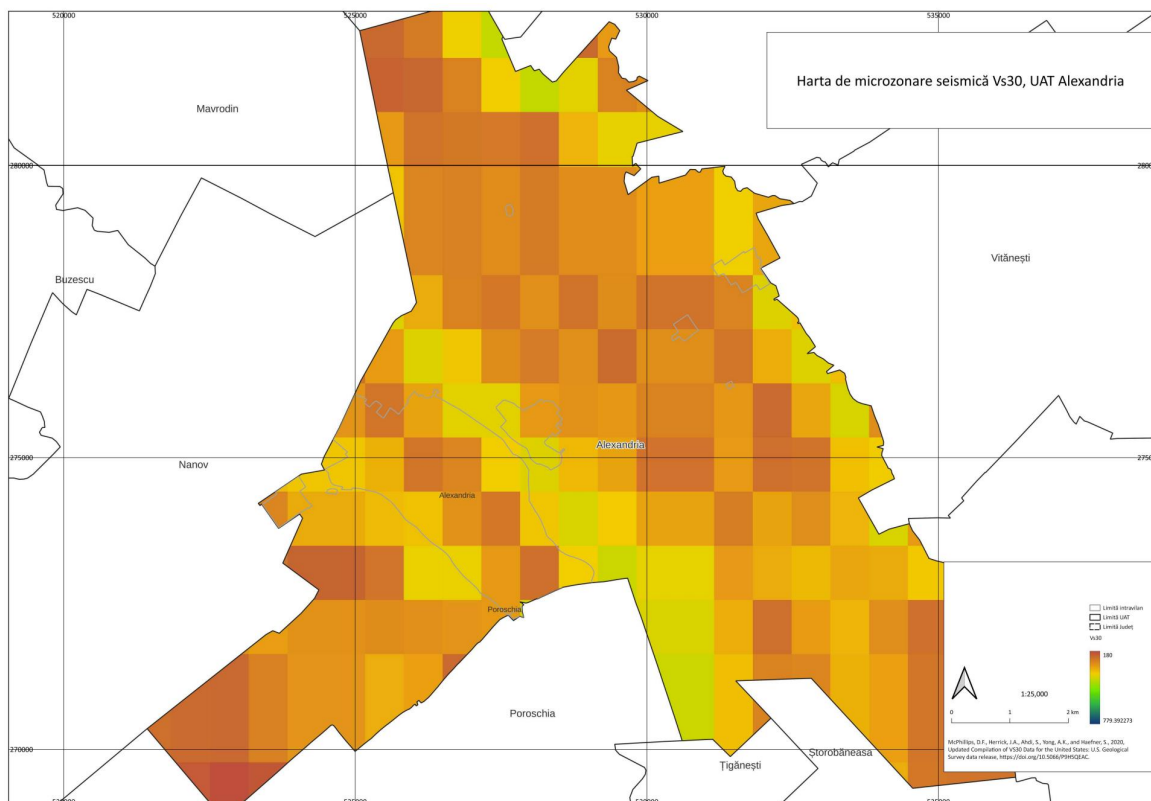 520000
525000
530000
535000
Harta de microzonare seismică Vs30, UAT Alexandria
Mavrodin
280000
280000
Vităneşti
Buzescu
Alexandria
275000
Nanov
Alexandria
Poroschia
Limită intravilan
Limită UAT
Limită Județ
Vs30
180
779.392273
1:25,000
0 1 2 km
Poroschia
Storobăneasa
Țigănești
270000
McPhillips, D.F., Herrick, J.A., Ahdi, S., Yong, A.K., and Haefner, S., 2020,
Updated Compilation of VS30 Data for the United States: U.S. Geological
Survey data release, https://doi.org/10.5066/P9H5QEAC.